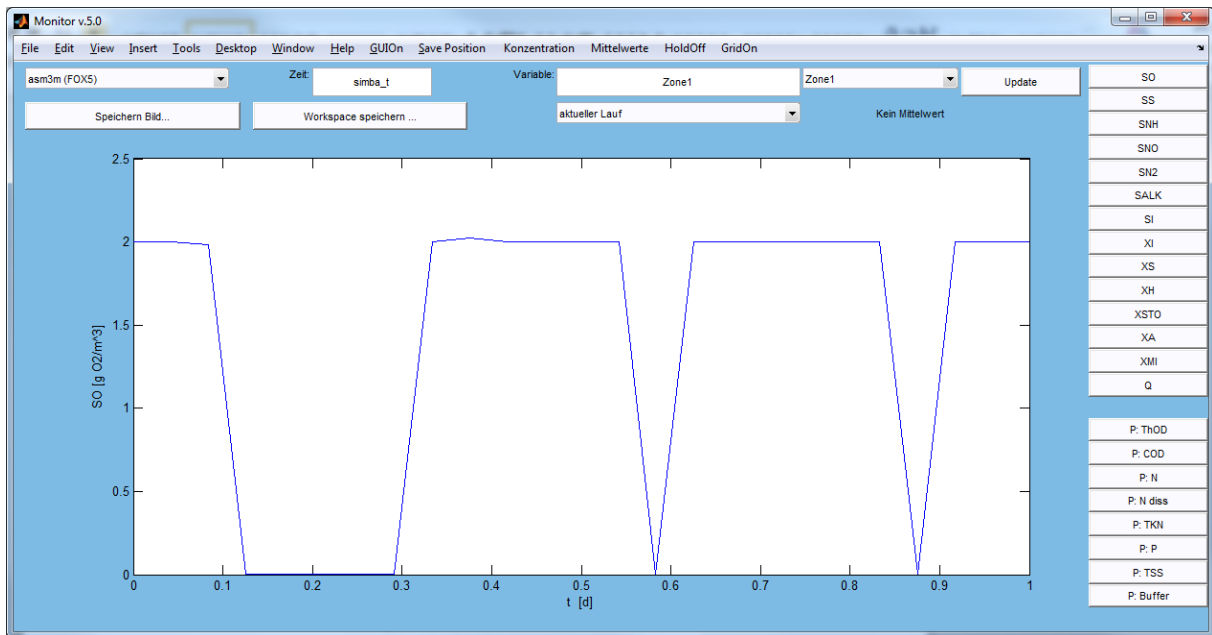 Monitor v.5.0
File Edit View Insert Tools Desktop Window Help GUIOn Save Position Konzentration Mittelwerte HoldOff GridOn
asm3m (FOX5) Zeit: simba_t Variable: Zone1 Zone1 Update
Speichern Bild... Workspace speichern ... aktueller Lauf Kein Mittelwert
SO
SS
SNH
SNO
SN2
SALK
SI
XI
XS
XH
XSTO
XA
XMI
Q
P: ThOD
P: COD
P: N
P: N diss
P: TKN
P: P
P: TSS
P: Buffer
2.5
2
1.5
1
0.5
0
SO [g O2/m^3]
0 0.1 0.2 0.3 0.4 0.5 0.6 0.7 0.8 0.9 1
t [d]